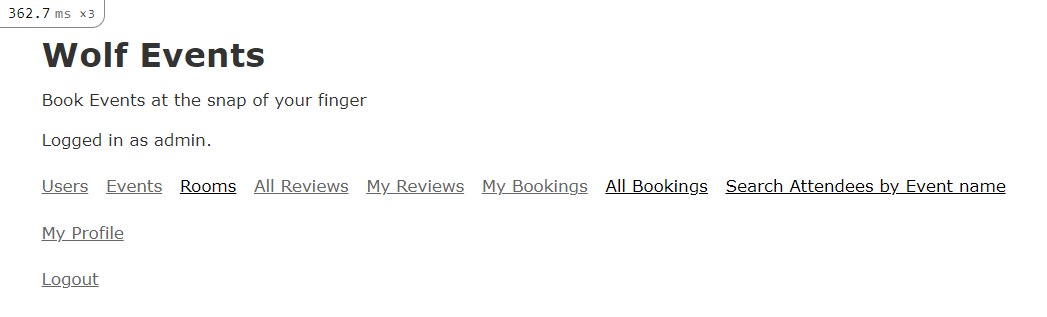 362.7 ms ×3
Wolf Events
Book Events at the snap of your finger
Logged in as admin.
Users Events Rooms All Reviews My Reviews My Bookings All Bookings Search Attendees by Event name
My Profile
Logout